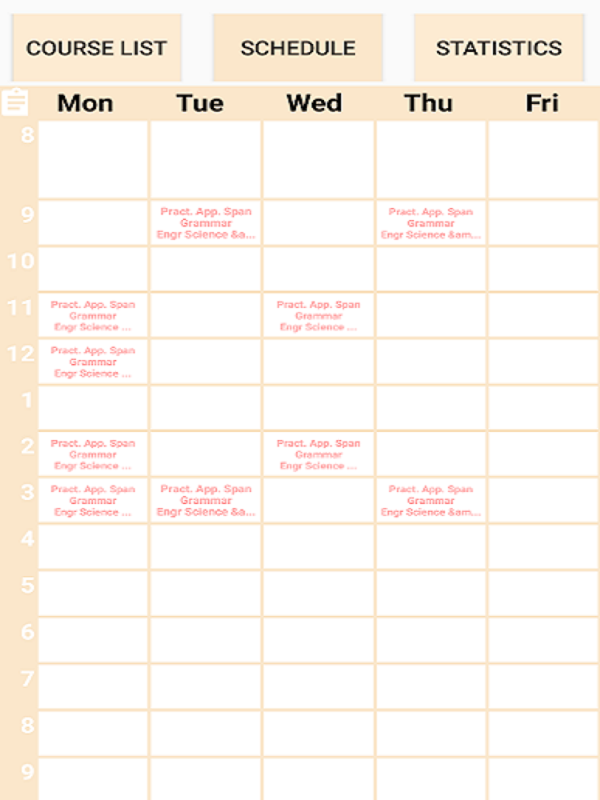 COURSE LIST SCHEDULE STATISTICS
Mon Tue Wed Thu Fri
8
9
Pract. App. Span
Grammar
Engr Science &a...
Pract. App. Span
Grammar
Engr Science &am...
10
11
Pract. App. Span
Grammar
Engr Science ...
Pract. App. Span
Grammar
Engr Science ...
12
Pract. App. Span
Grammar
Engr Science ...
1
2
Pract. App. Span
Grammar
Engr Science ...
Pract. App. Span
Grammar
Engr Science ...
3
Pract. App. Span
Grammar
Engr Science ...
Pract. App. Span
Grammar
Engr Science &a...
Pract. App. Span
Grammar
Engr Science &am...
4
5
6
7
8
9